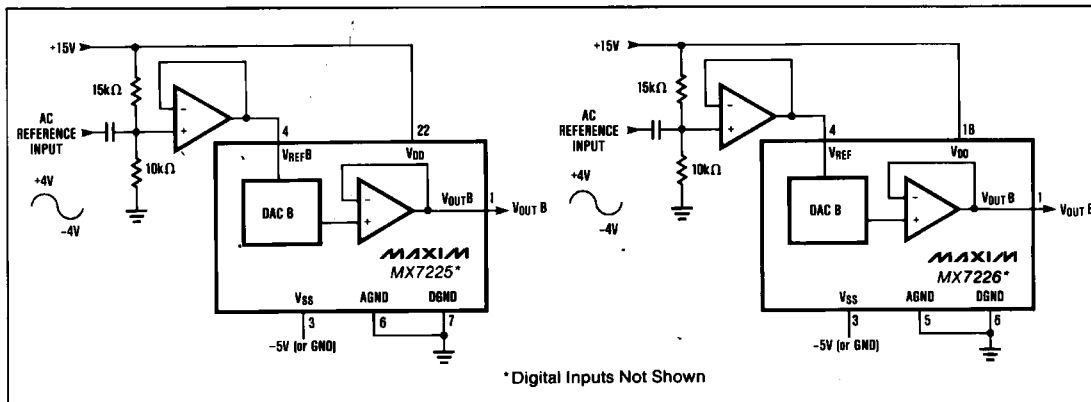 +15V
15kΩ
AC
REFERENCE
INPUT
10kΩ
+4V
-4V
-
+
4
22
VREFB
VDD
DAC B
-
+
VOUTB
1
VOUT B
MAXIM
MX7225*
VSS
AGND
DGND
3
6
7
-5V (or GND)
+15V
15kΩ
AC
REFERENCE
INPUT
10kΩ
+4V
-4V
-
+
4
18
VREF
VDD
DAC B
-
+
VOUT B
1
VOUT B
MAXIM
MX7226*
VSS
AGND
DGND
3
5
6
-5V (or GND)
*Digital Inputs Not Shown